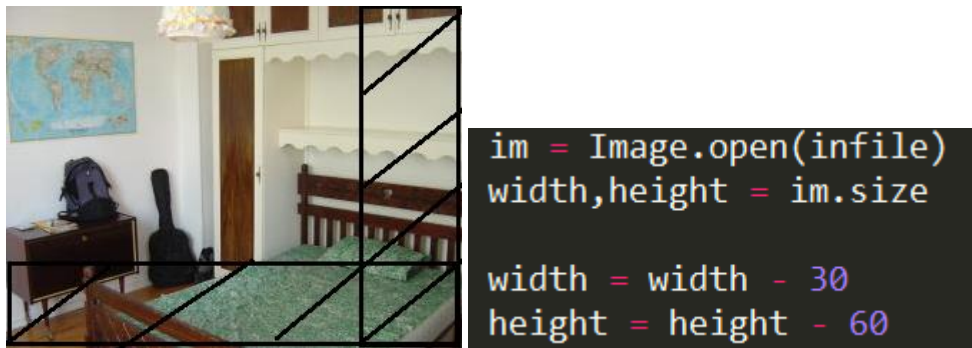 im = Image.open(infile)
width,height = im.size
width = width - 30
height = height - 60